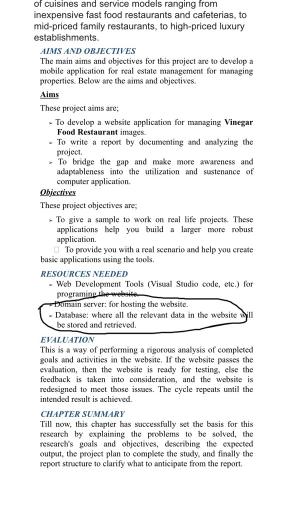 of cuisines and service models ranging from
inexpensive fast food restaurants and cafeterias, to
mid-priced family restaurants, to high-priced luxury
establishments.
AIMS AND OBJECTIVES
The main aims and objectives for this project are to develop a
mobile application for real estate management for managing
properties. Below are the aims and objectives.
Aims
These project aims are;
➢ To develop a website application for managing Vinegar
Food Restaurant images.
➢ To write a report by documenting and analyzing the
project.
➢ To bridge the gap and make more awareness and
adaptableness into the utilization and sustenance of
computer application.
Objectives
These project objectives are;
➢ To give a sample to work on real life projects. These
applications help you build a larger more robust
application.
□ To provide you with a real scenario and help you create
basic applications using the tools.
RESOURCES NEEDED
- Web Development Tools (Visual Studio code, etc.) for
programing the website.
- Domain server: for hosting the website.
- Database: where all the relevant data in the website will
be stored and retrieved.
EVALUATION
This is a way of performing a rigorous analysis of completed
goals and activities in the website. If the website passes the
evaluation, then the website is ready for testing, else the
feedback is taken into consideration, and the website is
redesigned to meet those issues. The cycle repeats until the
intended result is achieved.
CHAPTER SUMMARY
Till now, this chapter has successfully set the basis for this
research by explaining the problems to be solved, the
research's goals and objectives, describing the expected
output, the project plan to complete the study, and finally the
report structure to clarify what to anticipate from the report.